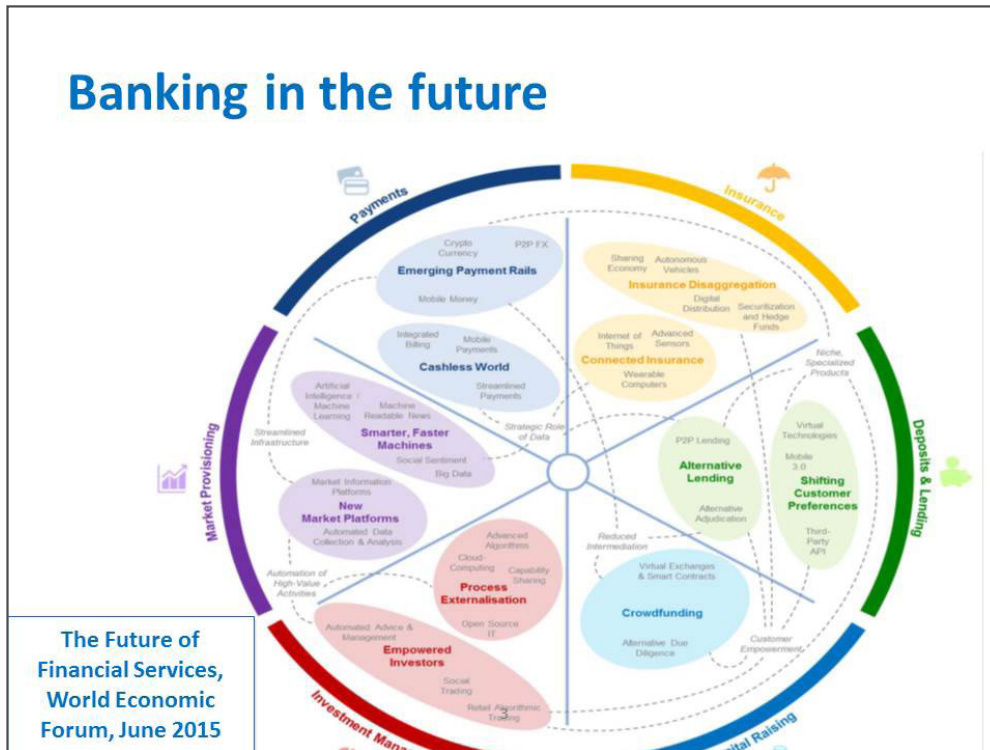 Banking in the future
Payments
Insurance
Crypto
Currency
P2P FX
Emerging Payment Rails
Mobile Money
Integrated
Billing
Mobile
Payments
Cashless World
Streamlined
Payments
Sharing
Economy
Autonomous
Vehicles
Insurance Disaggregation
Digital
Distribution
Securitization
and Hedge
Funds
Internet of
Things
Advanced
Sensors
Connected Insurance
Wearable
Computers
Niche,
Specialized
Products
Artificial
Intelligence /
Machine
Learning
Machine
Readable News
Smarter, Faster
Machines
Social Sentiment
Big Data
Streamlined
Infrastructure
Strategic Role
of Data
Market Provisioning
Market Information
Platforms
New
Market Platforms
Automated Data
Collection & Analysis
P2P Lending
Alternative
Lending
Alternative
Adjudication
Virtual
Technologies
Mobile
3.0
Shifting
Customer
Preferences
Third-
Party
API
Deposits & Lending
Automation of
High-Value
Activities
Advanced
Algorithms
Cloud-
Computing
Capability
Sharing
Process
Externalisation
Open Source
IT
Reduced
Intermediation
Virtual Exchanges
& Smart Contracts
Crowdfunding
Alternative Due
Diligence
Customer
Empowerment
Automated Advice &
Management
Empowered
Investors
Social
Trading
Retail Algorithmic
Trading
3
Investment Mana
ital Raising
The Future of
Financial Services,
World Economic
Forum, June 2015